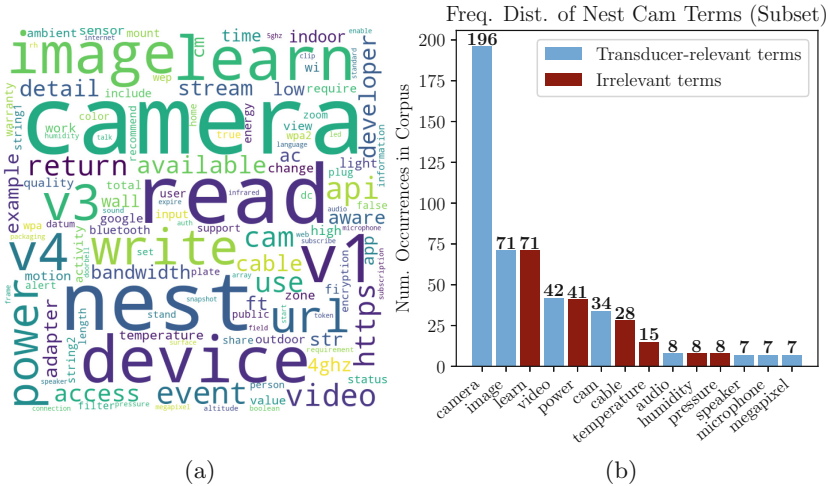 ambient sensor mount
internet
time 5ghz indoor enable
image learn
rh cm clip wi standard
wep
detail stream low require
warranty string1 include home energy developer
camera
color zoom
work recommend true view wpa2 led
humidity talk language information
return available ac light
example change plug
quality total user infrared dc api
v3 wall expire audio false
sound google input auth
wpa datum support high aware
packaging bluetooth set cam web microphone
v4 write subscribe app v1
activity doorbell cable
motion bandwidth plate array encryption subscription
alert use fi
frame nest snapshot ft zone
power length stand public start url token https
adapter field
string2 temperature share outdoor str
surface requirement
device 4ghz
speaker person status
access event video
connection filter pressure value
megapixel altitude boolean
(a)
Freq. Dist. of Nest Cam Terms (Subset)
Num. Occurrences in Corpus
200
175
150
125
100
75
50
25
0
Transducer-relevant terms
Irrelevant terms
196
71 71
42 41 34 28
15 8 8 8 7 7 7
camera image learn video power cam cable temperature audio humidity pressure speaker microphone megapixel
(b)